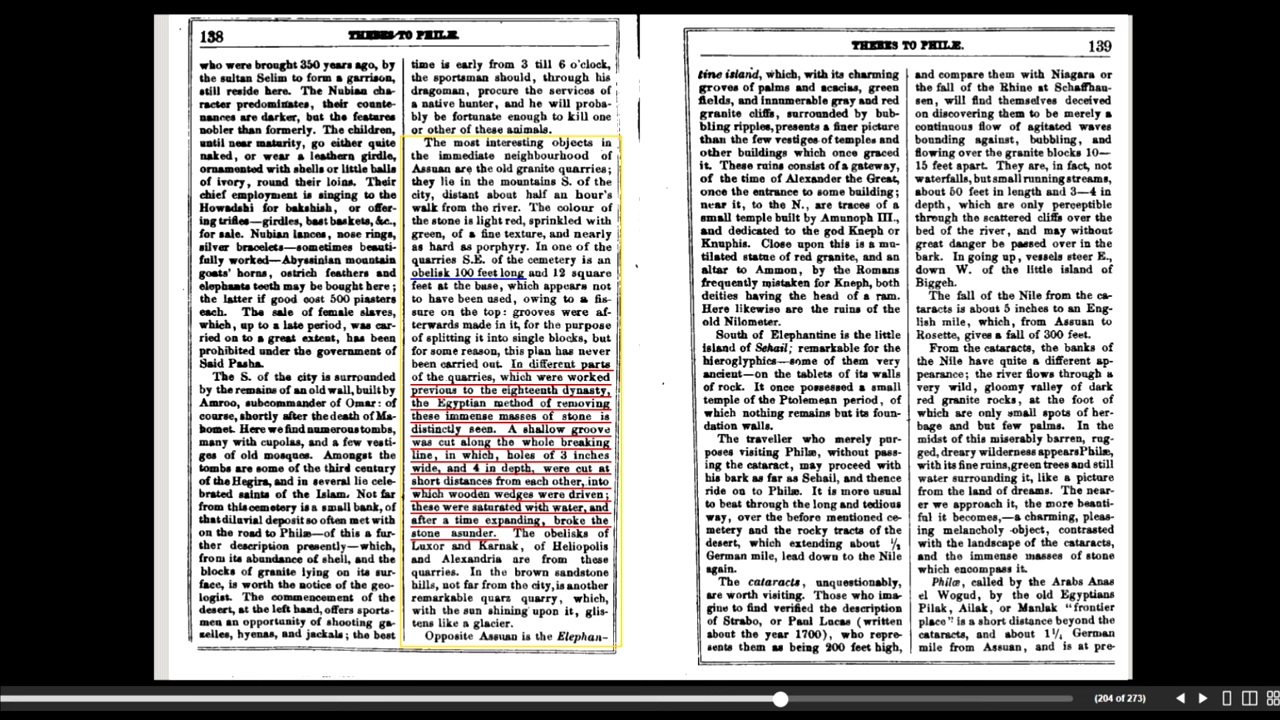 138
THEBES TO PHILÆ.
who were brought 350 years ago, by
the sultan Selim to form a garrison,
still reside here. The Nubian cha-
racter predominates, their counte-
nances are darker, but the features
nobler than formerly. The children,
until near maturity, go either quite
naked, or wear a leathern girdle,
ornamented with shells or little balls
of ivory, round their loins. Their
chief employment is singing to the
Howadshi for bakshish, or offer-
ing trifles—girdles, bast baskets, &c.,
for sale. Nubian lances, nose rings,
silver bracelets—sometimes beauti-
fully worked—Abyssinian mountain
goats' horns, ostrich feathers and
elephants teeth may be bought here;
the latter if good cost 500 piasters
each. The sale of female slaves,
which, up to a late period, was car-
ried on to a great extent, has been
prohibited under the government of
Said Pasha.
The S. of the city is surrounded
by the remains of an old wall, built by
Amroo, subcommander of Omar: of
course, shortly after the death of Ma-
homet. Here we find numerous tombs,
many with cupolas, and a few vesti-
ges of old mosques. Amongst the
tombs are some of the third century
of the Hegira, and in several lie cele-
brated saints of the Islam. Not far
from this cemetery is a small bank, of
that diluvial deposit so often met with
on the road to Philæ—of this a fur-
ther description presently—which,
from its abundance of shell, and the
blocks of granite lying on its sur-
face, is worth the notice of the geo-
logist. The commencement of the
desert, at the left hand, offers sports-
men an opportunity of shooting ga-
zelles, hyenas, and jackals; the best
time is early from 3 till 6 o'clock,
the sportsman should, through his
dragoman, procure the services of
a native hunter, and he will proba-
bly be fortunate enough to kill one
or other of these animals.
The most interesting objects in
the immediate neighbourhood of
Assuan are the old granite quarries;
they lie in the mountains S. of the
city, distant about half an hour's
walk from the river. The colour of
the stone is light red, sprinkled with
green, of a fine texture, and nearly
as hard as porphyry. In one of the
quarries S.E. of the cemetery is an
obelisk 100 feet long and 12 square
feet at the base, which appears not
to have been used, owing to a fis-
sure on the top: grooves were af-
terwards made in it, for the purpose
of splitting it into single blocks, but
for some reason, this plan has never
been carried out. In different parts
of the quarries, which were worked
previous to the eighteenth dynasty,
the Egyptian method of removing
these immense masses of stone is
distinctly seen. A shallow groove
was cut along the whole breaking
line, in which, holes of 3 inches
wide, and 4 in depth, were cut at
short distances from each other, into
which wooden wedges were driven;
these were saturated with water, and
after a time expanding, broke the
stone asunder. The obelisks of
Luxor and Karnak, of Heliopolis
and Alexandria are from these
quarries. In the brown sandstone
hills, not far from the city, is another
remarkable quarz quarry, which,
with the sun shining upon it, glis-
tens like a glacier.
Opposite Assuan is the Elephan-
THEBES TO PHILÆ.
139
tine island, which, with its charming
groves of palms and acacias, green
fields, and innumerable gray and red
granite cliffs, surrounded by bub-
bling ripples, presents a finer picture
than the few vestiges of temples and
other buildings which once graced
it. These ruins consist of a gateway,
of the time of Alexander the Great,
once the entrance to some building;
near it, to the N., are traces of a
small temple built by Amunoph III.,
and dedicated to the god Kneph or
Knuphis. Close upon this is a mu-
tilated statue of red granite, and an
altar to Ammon, by the Romans
frequently mistaken for Kneph, both
deities having the head of a ram.
Here likewise are the ruins of the
old Nilometer.
South of Elephantine is the little
island of Sehail; remarkable for the
hieroglyphics—some of them very
ancient—on the tablets of its walls
of rock. It once possessed a small
temple of the Ptolemean period, of
which nothing remains but its foun-
dation walls.
The traveller who merely pur-
poses visiting Philæ, without pass-
ing the cataract, may proceed with
his bark as far as Sehail, and thence
ride on to Philæ. It is more usual
to beat through the long and tedious
way, over the before mentioned ce-
metery and the rocky tracts of the
desert, which extending about ½
German mile, lead down to the Nile
again.
The cataracts, unquestionably,
are worth visiting. Those who ima-
gine to find verified the description
of Strabo, or Paul Lucas (written
about the year 1700), who repre-
sents them as being 200 feet high,
and compare them with Niagara or
the fall of the Rhine at Schaffhau-
sen, will find themselves deceived
on discovering them to be merely a
continuous flow of agitated waves
bounding against, bubbling, and
flowing over the granite blocks 10—
15 feet apart. They are, in fact, not
waterfalls, but small running streams,
about 50 feet in length and 3—4 in
depth, which are only perceptible
through the scattered cliffs over the
bed of the river, and may without
great danger be passed over in the
bark. In going up, vessels steer E.,
down W. of the little island of
Biggeh.
The fall of the Nile from the ca-
taracts is about 5 inches to an Eng-
lish mile, which, from Assuan to
Rosette, gives a fall of 300 feet.
From the cataracts, the banks of
the Nile have quite a different ap-
pearance; the river flows through a
very wild, gloomy valley of dark
red granite rocks, at the foot of
which are only small spots of her-
bage and but few palms. In the
midst of this miserably barren, rug-
ged, dreary wilderness appears Philæ,
with its fine ruins, green trees and still
water surrounding it, like a picture
from the land of dreams. The near-
er we approach it, the more beauti-
ful it becomes,—a charming, pleas-
ing melancholy object, contrasted
with the landscape of the cataracts,
and the immense masses of stone
which encompass it.
Philæ, called by the Arabs Anas
el Wogud, by the old Egyptians
Pilak, Ailak, or Manlak "frontier
place" is a short distance beyond the
cataracts, and about 1¼ German
mile from Assuan, and is at pre-
(204 of 273)